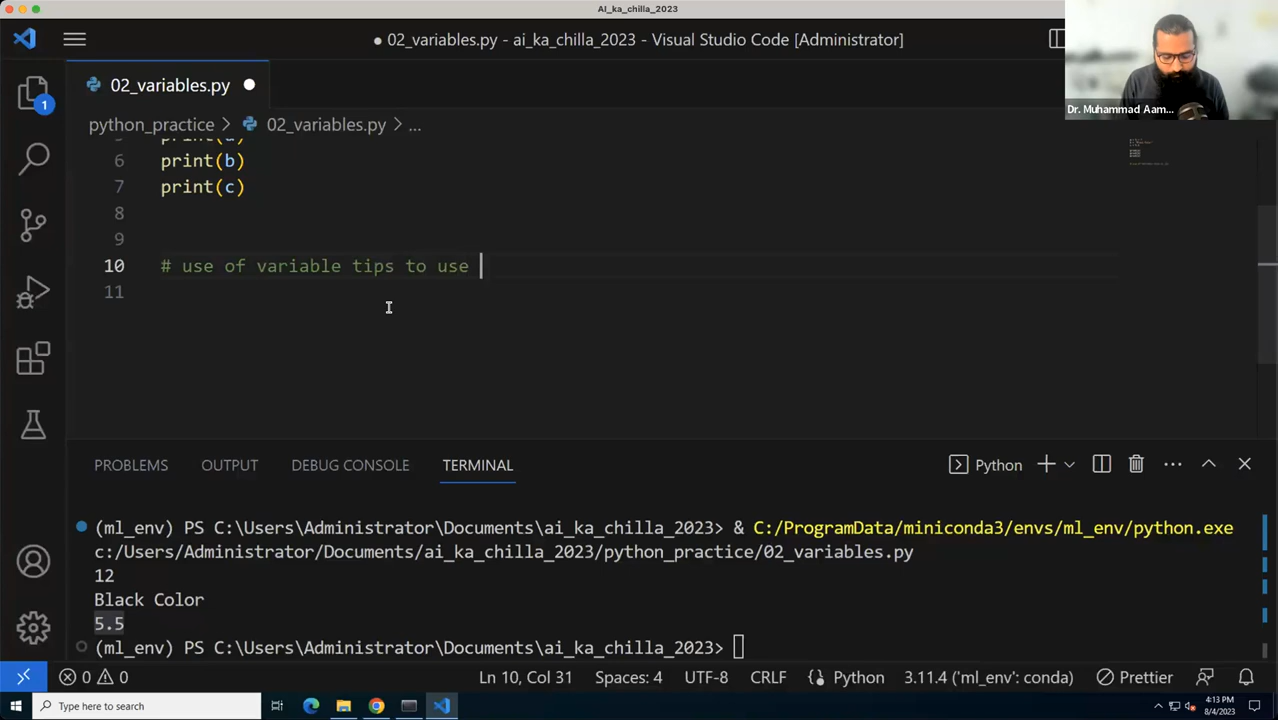 AI_ka_chilla_2023
02_variables.py - ai_ka_chilla_2023 - Visual Studio Code [Administrator]
Dr. Muhammad Aam...
1
02_variables.py
python_practice > 02_variables.py > ...
6 print(b)
7 print(c)
8
9
10 # use of variable tips to use
11
PROBLEMS OUTPUT DEBUG CONSOLE TERMINAL
Python
(ml_env) PS C:\Users\Administrator\Documents\ai_ka_chilla_2023> & C:/ProgramData/miniconda3/envs/ml_env/python.exe
c:/Users/Administrator/Documents/ai_ka_chilla_2023/python_practice/02_variables.py
12
Black Color
5.5
(ml_env) PS C:\Users\Administrator\Documents\ai_ka_chilla_2023>
0 0 Ln 10, Col 31 Spaces: 4 UTF-8 CRLF Python 3.11.4 ('ml_env': conda) Prettier
Type here to search
4:13 PM
8/4/2023